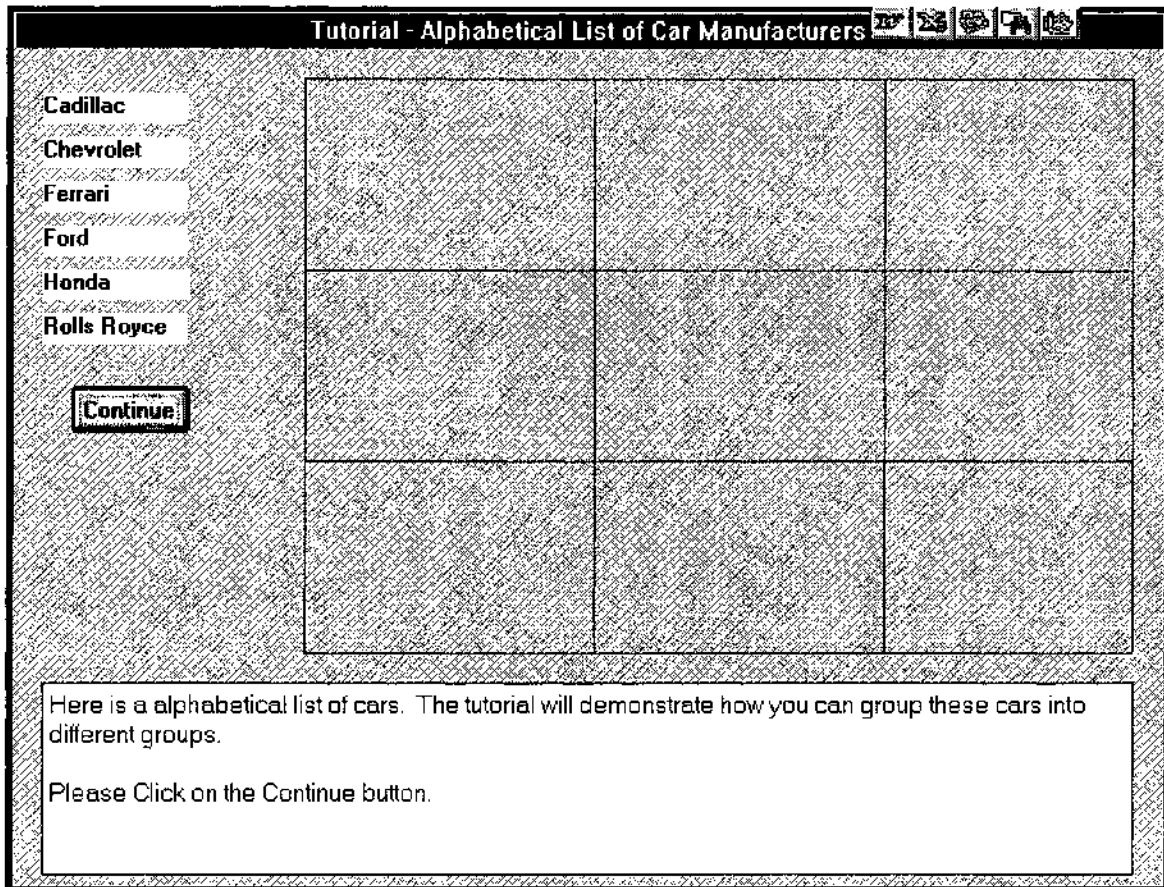 Tutorial - Alphabetical List of Car Manufacturers
Cadillac
Chevrolet
Ferrari
Ford
Honda
Rolls Royce
Continue
Here is a alphabetical list of cars. The tutorial will demonstrate how you can group these cars into
different groups.
Please Click on the Continue button.